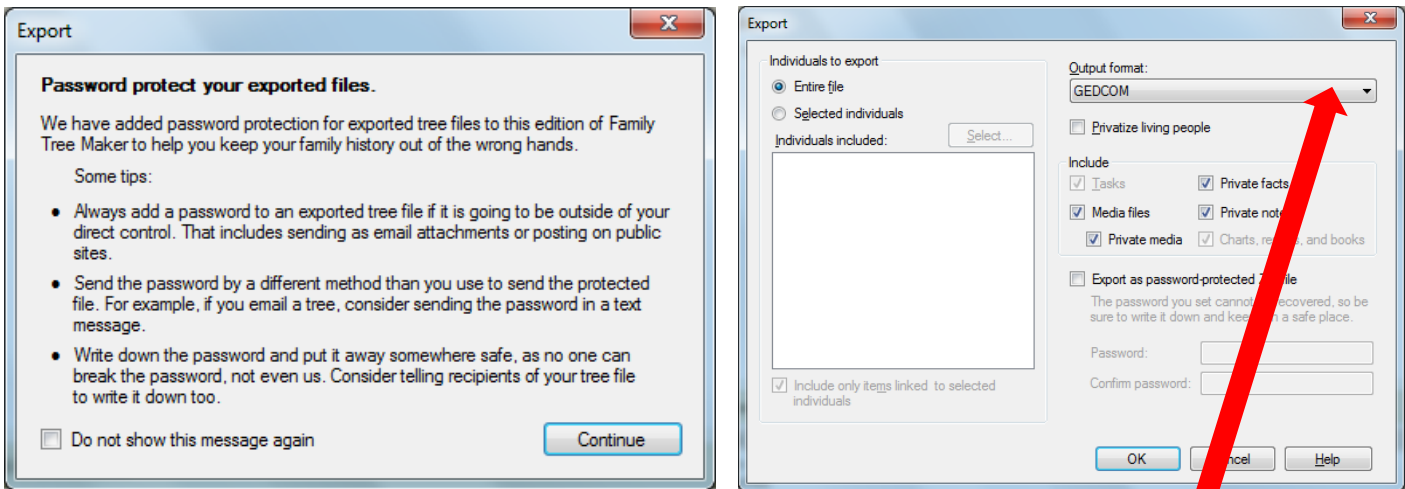 Export
Password protect your exported files.
We have added password protection for exported tree files to this edition of Family
Tree Maker to help you keep your family history out of the wrong hands.
Some tips:
• Always add a password to an exported tree file if it is going to be outside of your
direct control. That includes sending as email attachments or posting on public
sites.
• Send the password by a different method than you use to send the protected
file. For example, if you email a tree, consider sending the password in a text
message.
• Write down the password and put it away somewhere safe, as no one can
break the password, not even us. Consider telling recipients of your tree file
to write it down too.
Do not show this message again
Continue
Export
Individuals to export
Entire file
Selected individuals
Individuals included:
Select...
Include only items linked to selected
individuals
Output format:
GEDCOM
Privatize living people
Include
Tasks
Private facts
Media files
Private
Private media
Charts, and books
Export as password-protected
The password you set recovered, so be
sure to write it down and a safe place.
Password:
Confirm password:
OK
Help